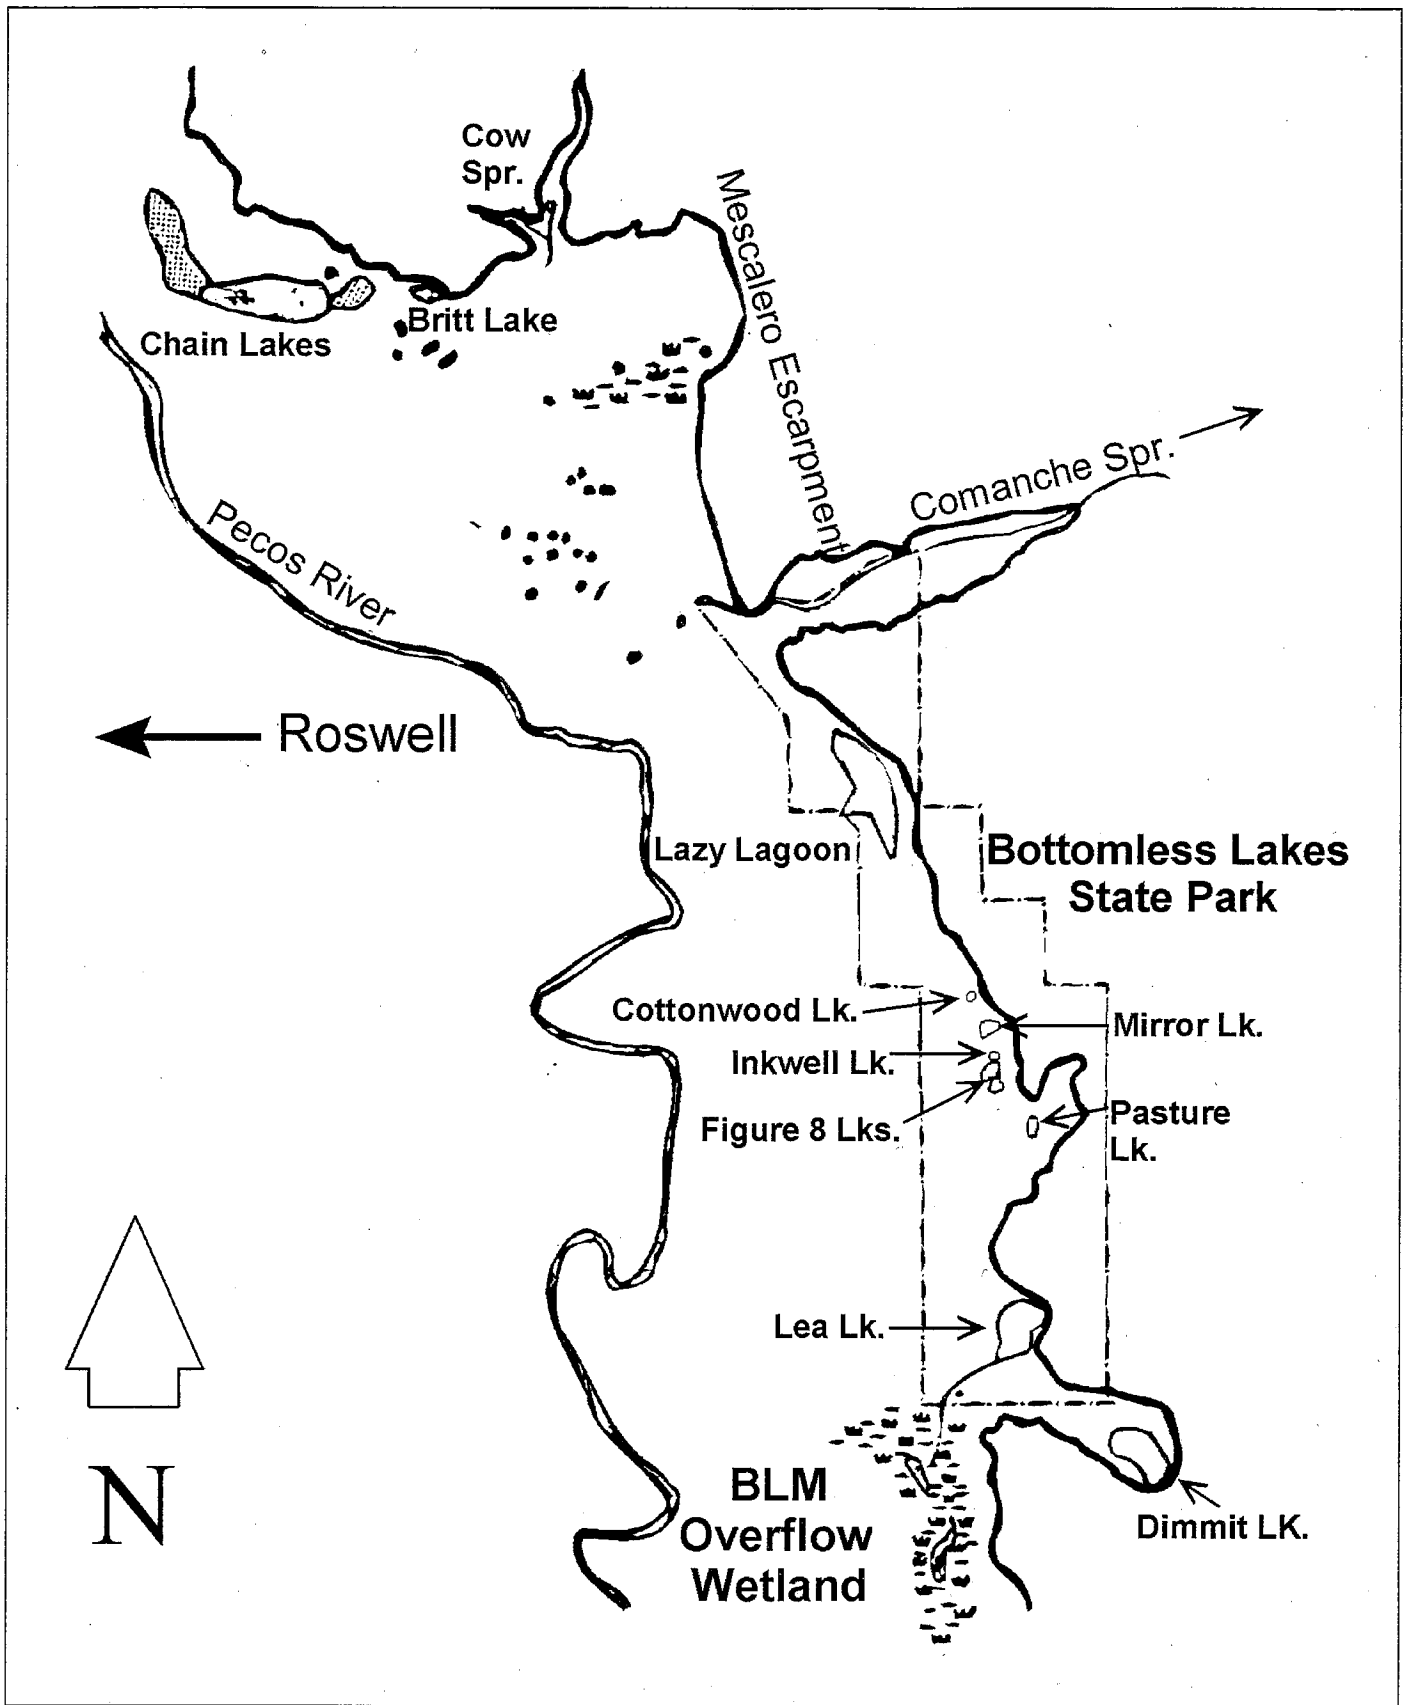 Cow
Spr.
Mescalero Escarpment
Britt Lake
Chain Lakes
Comanche Spr.
Pecos River
Roswell
Lazy Lagoon
Bottomless Lakes
State Park
Cottonwood Lk.
Mirror Lk.
Inkwell Lk.
Figure 8 Lks.
Pasture
Lk.
Lea Lk.
BLM
Overflow
Wetland
Dimmit LK.
N